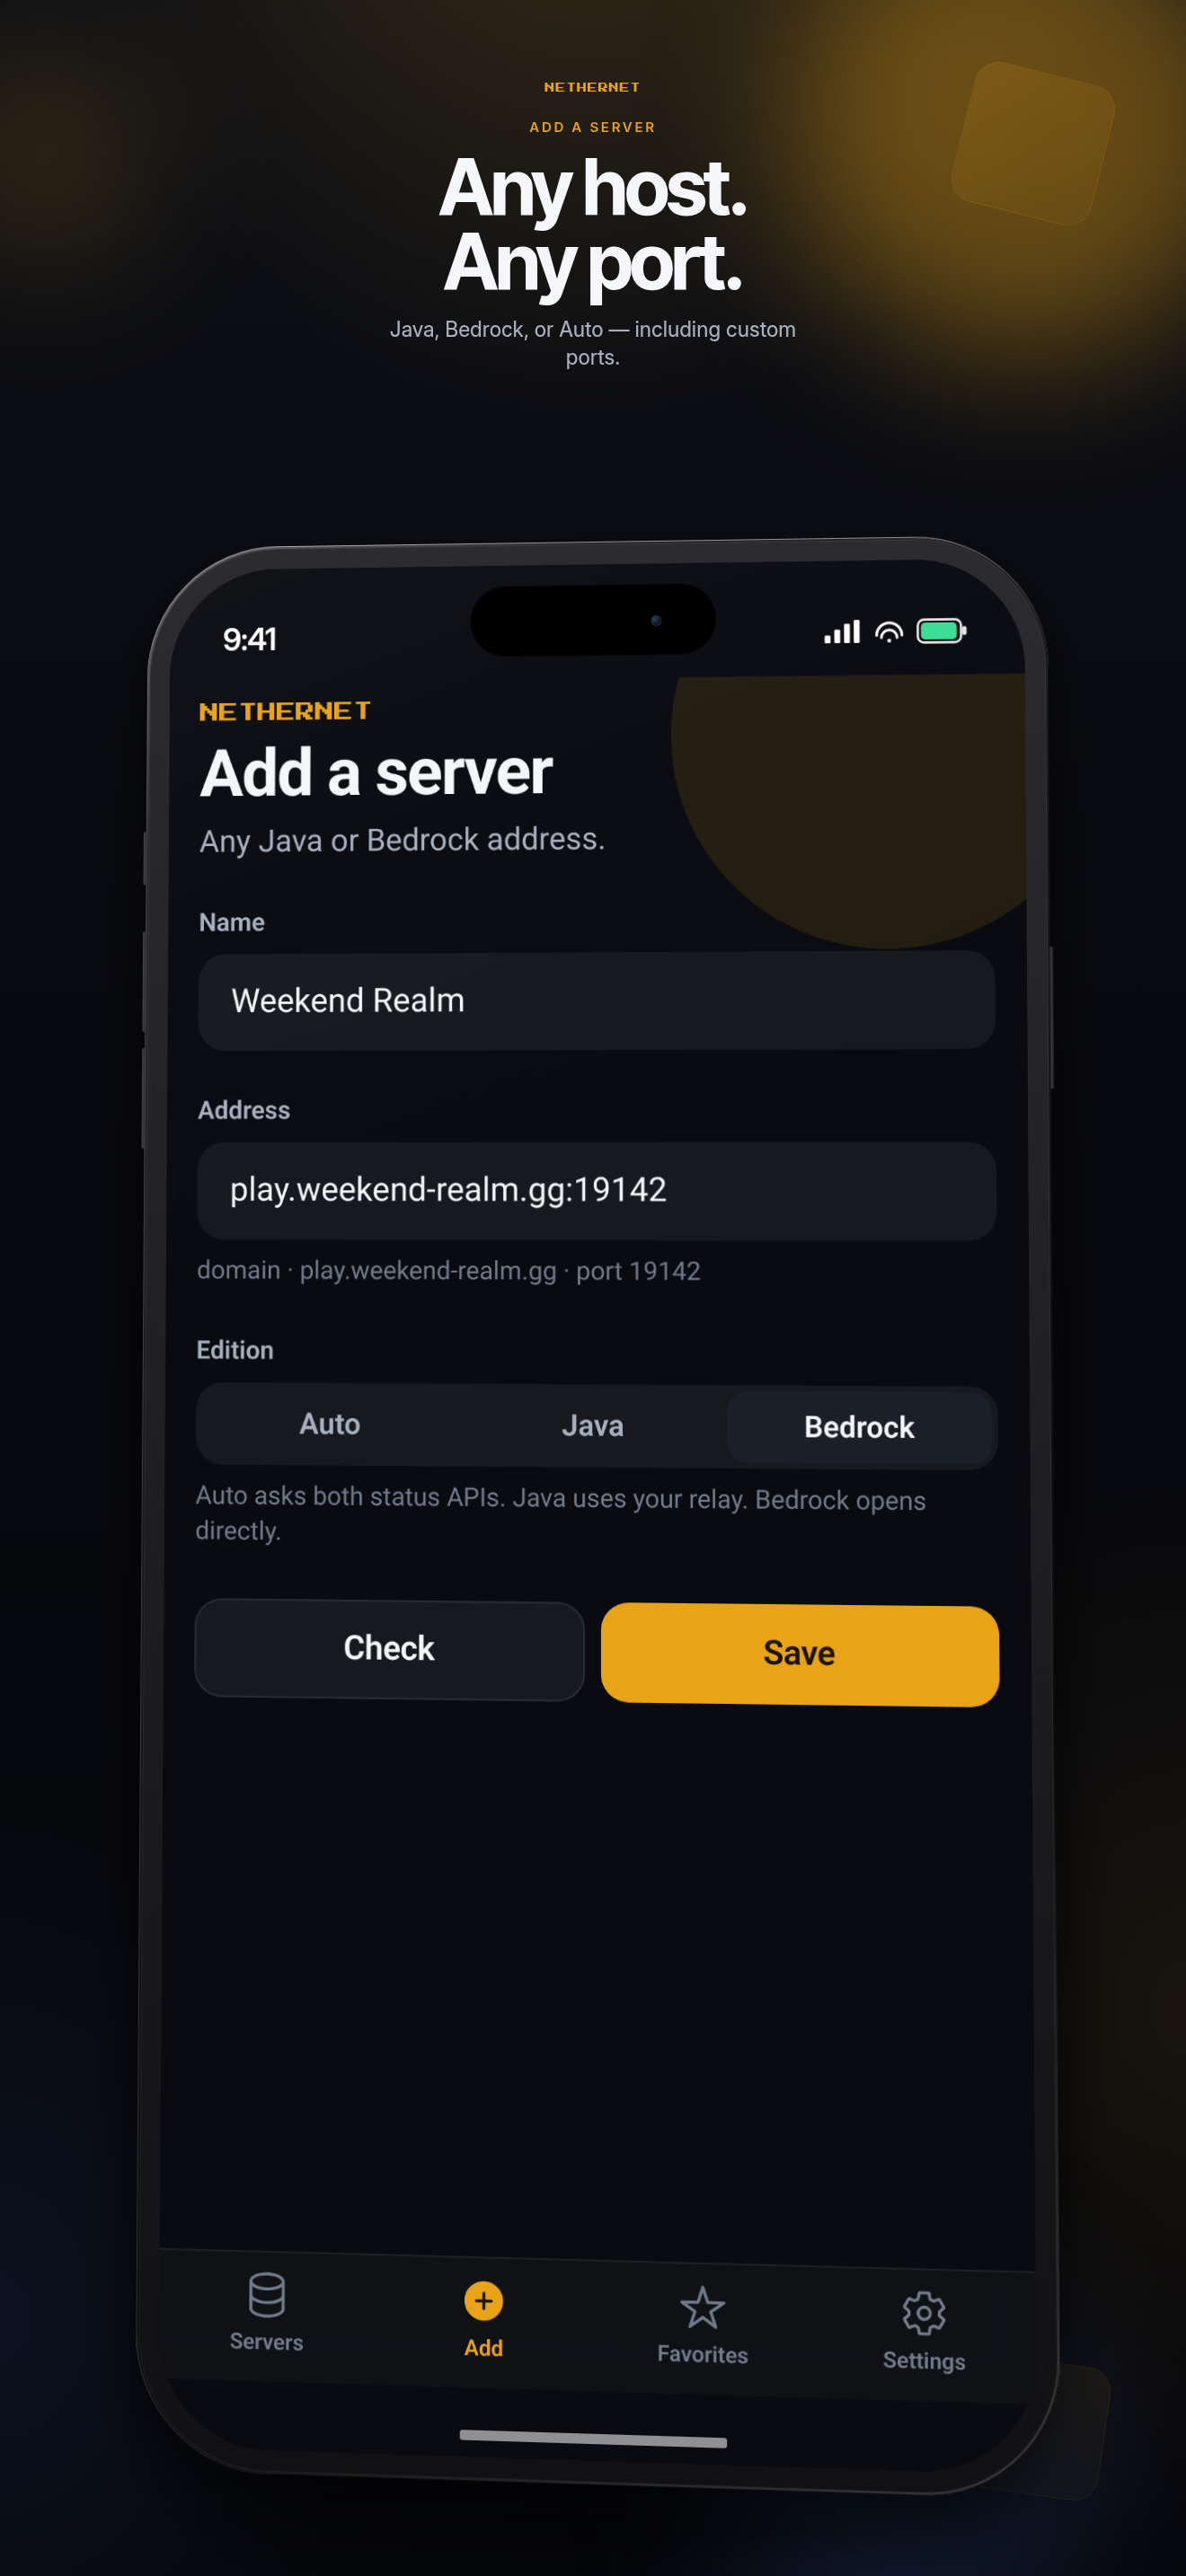 NETHERNET
ADD A SERVER
Any host.
Any port.
Java, Bedrock, or Auto — including custom
ports.
9:41
NETHERNET
Add a server
Any Java or Bedrock address.
Name
Weekend Realm
Address
play.weekend-realm.gg:19142
domain · play.weekend-realm.gg · port 19142
Edition
Auto Java Bedrock
Auto asks both status APIs. Java uses your relay. Bedrock opens
directly.
Check Save
Servers Add Favorites Settings